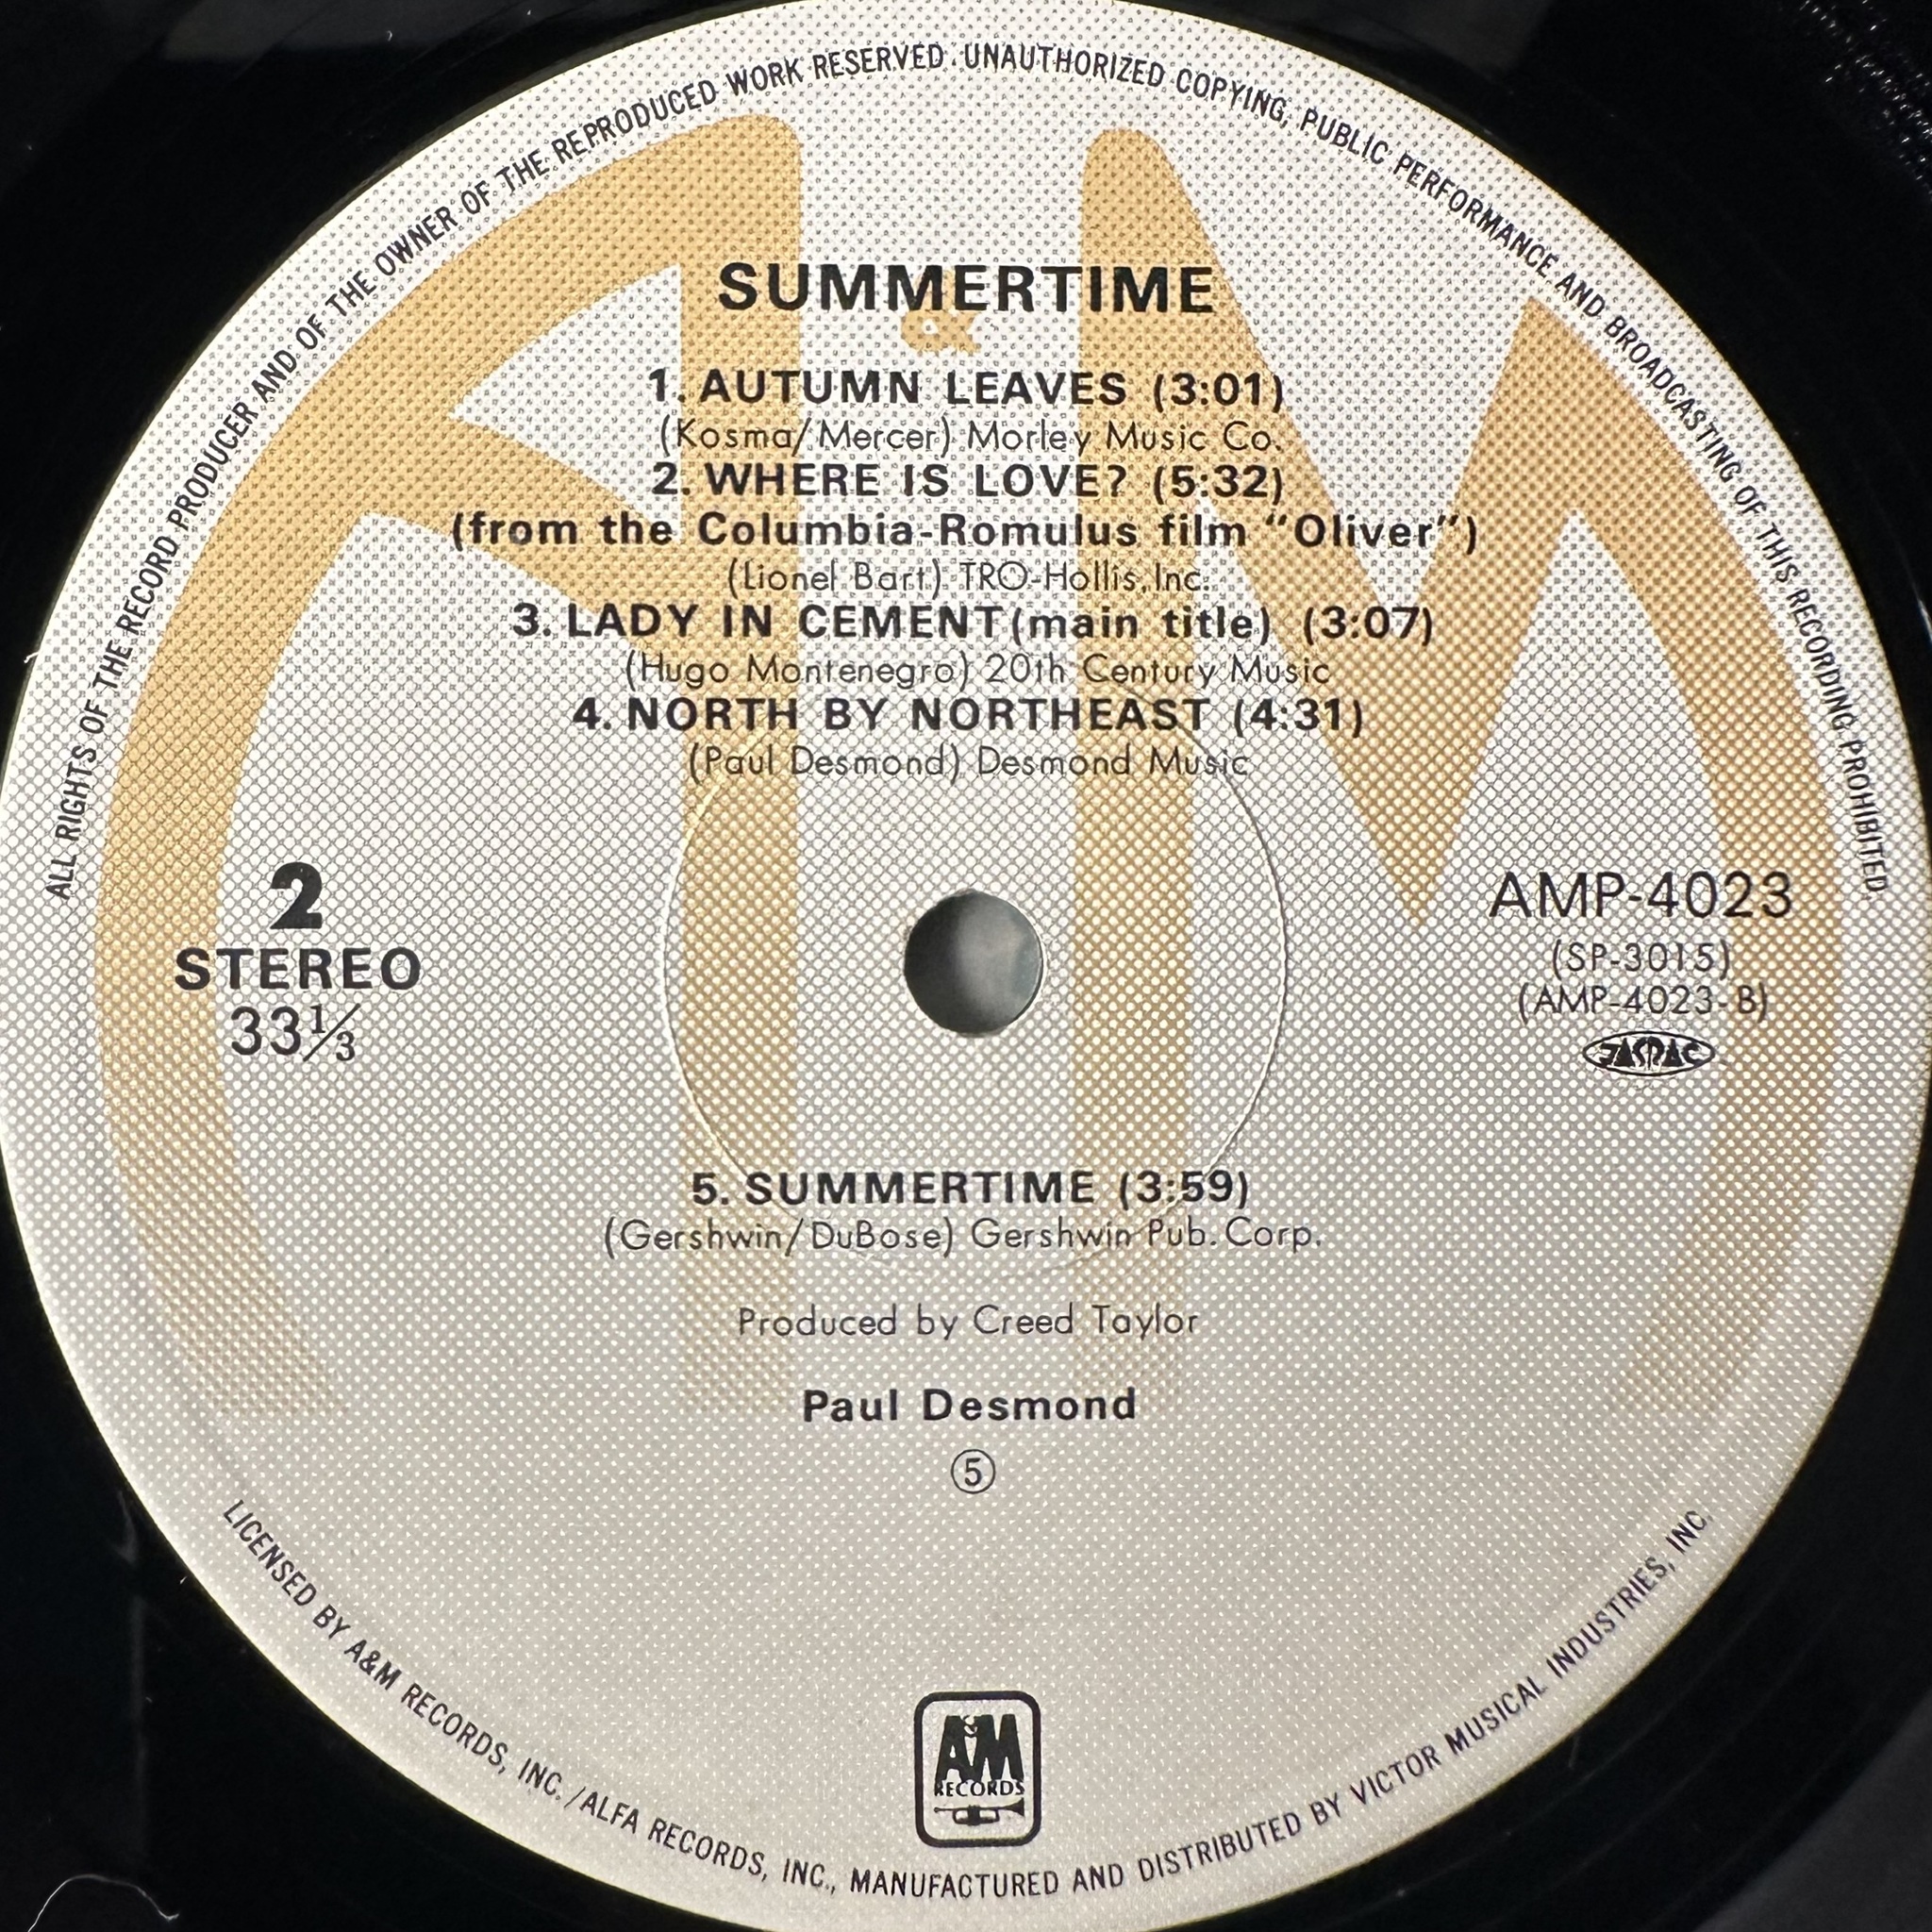 ALL RIGHTS OF THE RECORD PRODUCER AND OF THE OWNER OF THE REPRODUCED WORK RESERVED. UNAUTHORIZED COPYING, PUBLIC PERFORMANCE AND BROADCASTING OF THIS RECORDING PROHIBITED.
SUMMERTIME
&
1. AUTUMN LEAVES (3:01)
(Kosma/Mercer) Morley Music Co.
2. WHERE IS LOVE? (5:32)
(from the Columbia-Romulus film "Oliver")
(Lionel Bart) TRO-Hollis, Inc.
3. LADY IN CEMENT (main title) (3:07)
(Hugo Montenegro) 20th Century Music
4. NORTH BY NORTHEAST (4:31)
(Paul Desmond) Desmond Music
2
STEREO
33⅓
AMP-4023
(SP-3015)
(AMP-4023-B)
JASRAC
5. SUMMERTIME (3:59)
(Gershwin/DuBose) Gershwin Pub. Corp.
Produced by Creed Taylor
Paul Desmond
⑤
A&M
RECORDS
LICENSED BY A&M RECORDS, INC./ALFA RECORDS, INC., MANUFACTURED AND DISTRIBUTED BY VICTOR MUSICAL INDUSTRIES, INC.